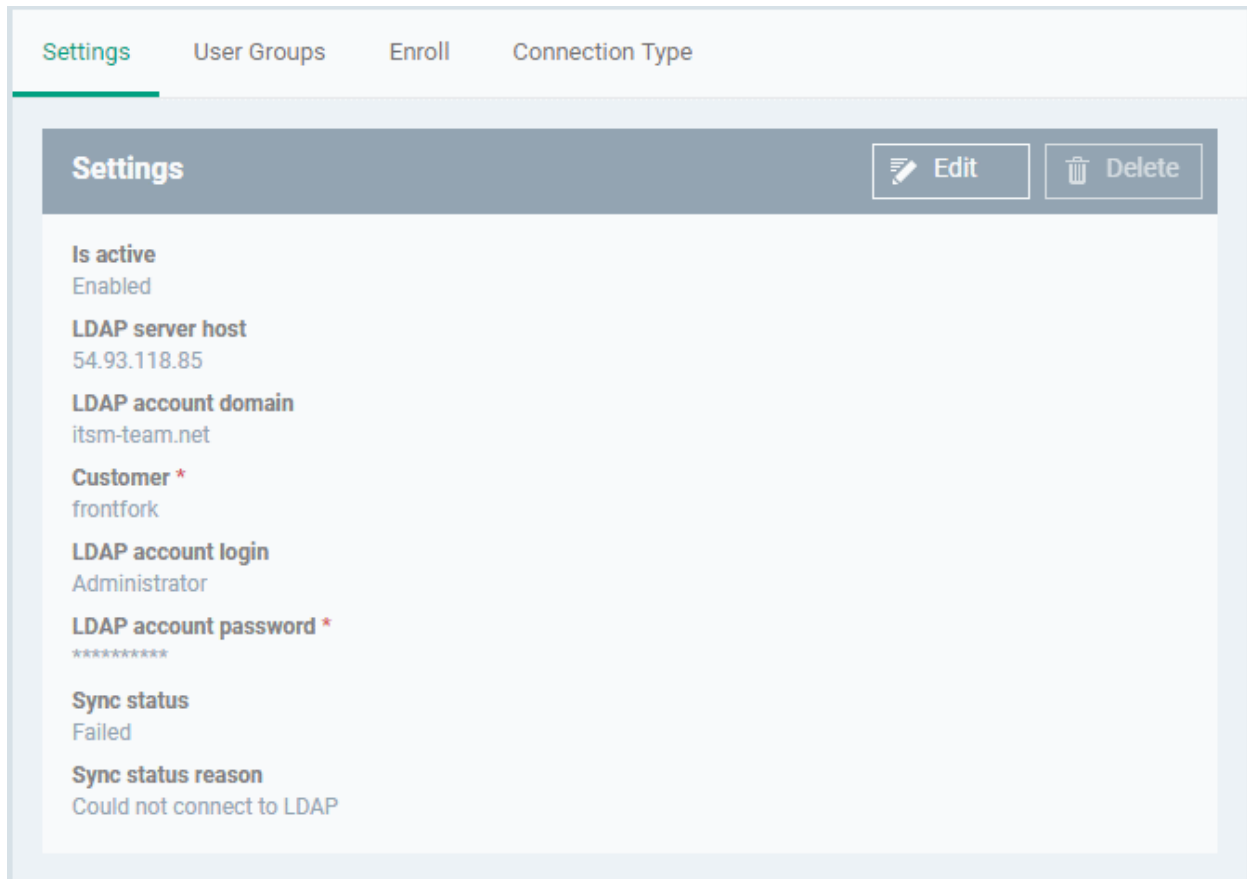 Settings User Groups Enroll Connection Type
Settings Edit Delete
Is active
Enabled
LDAP server host
54.93.118.85
LDAP account domain
itsm-team.net
Customer *
frontfork
LDAP account login
Administrator
LDAP account password *
**********
Sync status
Failed
Sync status reason
Could not connect to LDAP